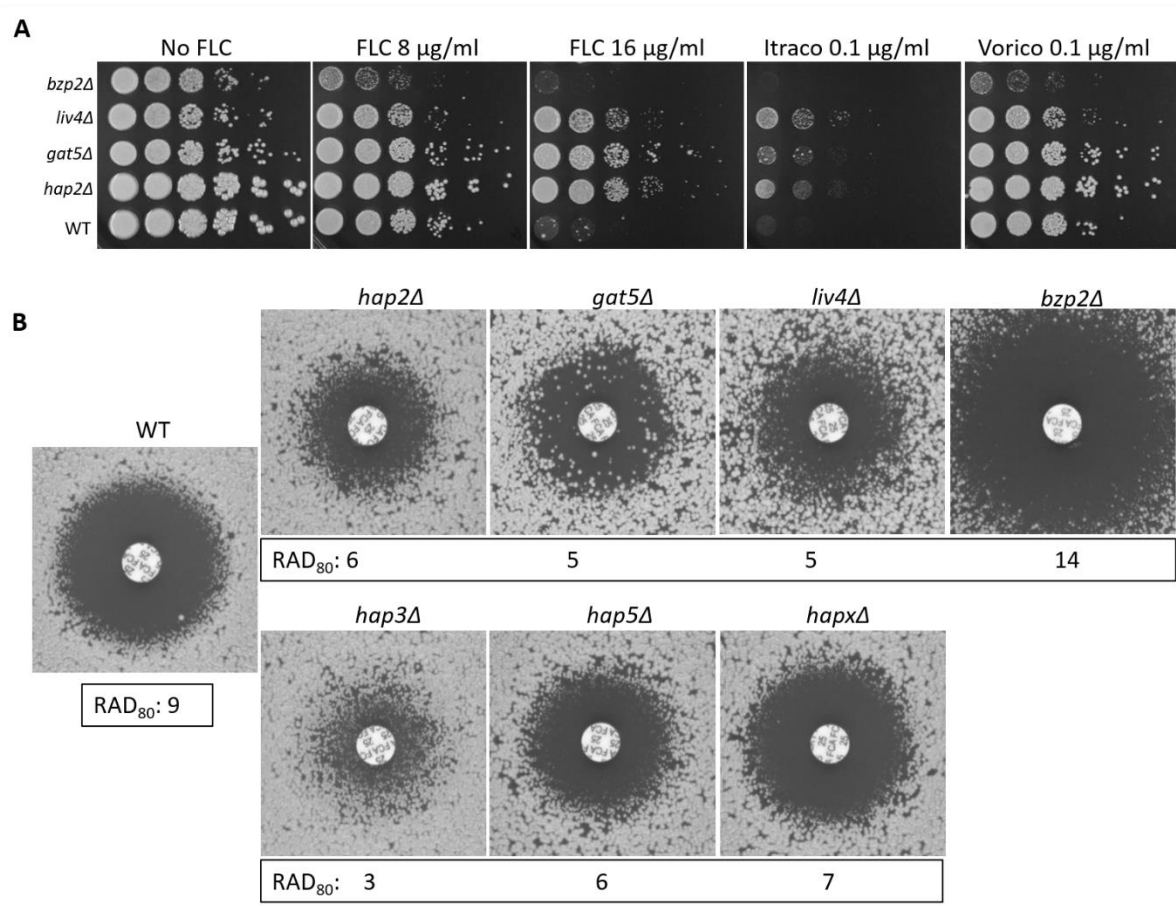 A
No FLC FLC 8 µg/ml FLC 16 µg/ml Itraco 0.1 µg/ml Vorico 0.1 µg/ml
bzp2Δ
liv4Δ
gat5Δ
hap2Δ
WT
B
hap2Δ gat5Δ liv4Δ bzp2Δ
WT
25
FCA
RAD₈₀: 6 5 5 14
hap3Δ hap5Δ hapxΔ
RAD₈₀: 9
RAD₈₀: 3 6 7